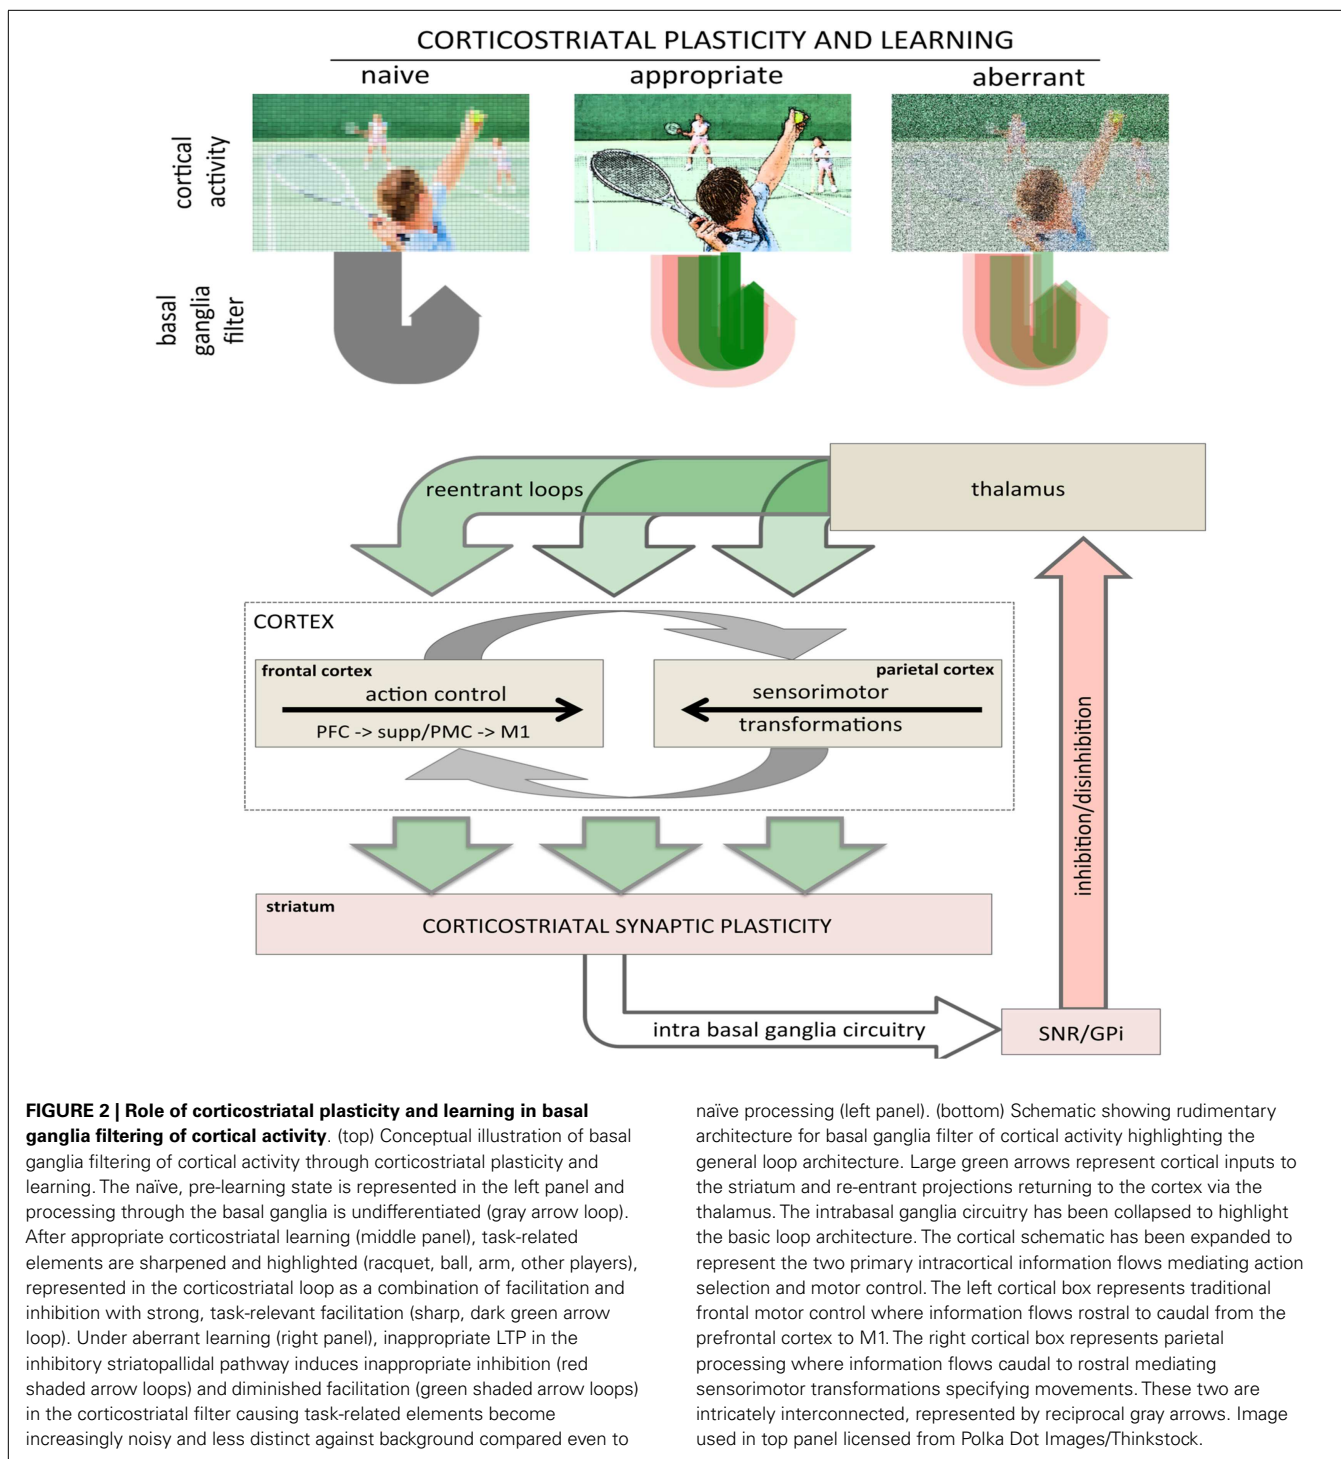 CORTICOSTRIATAL PLASTICITY AND LEARNING
naive
appropriate
aberrant
cortical
activity
basal
ganglia
filter
reentrant loops
thalamus
CORTEX
frontal cortex
action control
PFC -> supp/PMC -> M1
parietal cortex
sensorimotor
transformations
inhibition/disinhibition
striatum
CORTICOSTRIATAL SYNAPTIC PLASTICITY
intra basal ganglia circuitry
SNR/GPi
FIGURE 2 | Role of corticostriatal plasticity and learning in basal
ganglia filtering of cortical activity. (top) Conceptual illustration of basal
ganglia filtering of cortical activity through corticostriatal plasticity and
learning. The naïve, pre-learning state is represented in the left panel and
processing through the basal ganglia is undifferentiated (gray arrow loop).
After appropriate corticostriatal learning (middle panel), task-related
elements are sharpened and highlighted (racquet, ball, arm, other players),
represented in the corticostriatal loop as a combination of facilitation and
inhibition with strong, task-relevant facilitation (sharp, dark green arrow
loop). Under aberrant learning (right panel), inappropriate LTP in the
inhibitory striatopallidal pathway induces inappropriate inhibition (red
shaded arrow loops) and diminished facilitation (green shaded arrow loops)
in the corticostriatal filter causing task-related elements become
increasingly noisy and less distinct against background compared even to
naïve processing (left panel). (bottom) Schematic showing rudimentary
architecture for basal ganglia filter of cortical activity highlighting the
general loop architecture. Large green arrows represent cortical inputs to
the striatum and re-entrant projections returning to the cortex via the
thalamus. The intrabasal ganglia circuitry has been collapsed to highlight
the basic loop architecture. The cortical schematic has been expanded to
represent the two primary intracortical information flows mediating action
selection and motor control. The left cortical box represents traditional
frontal motor control where information flows rostral to caudal from the
prefrontal cortex to M1. The right cortical box represents parietal
processing where information flows caudal to rostral mediating
sensorimotor transformations specifying movements. These two are
intricately interconnected, represented by reciprocal gray arrows. Image
used in top panel licensed from Polka Dot Images/Thinkstock.